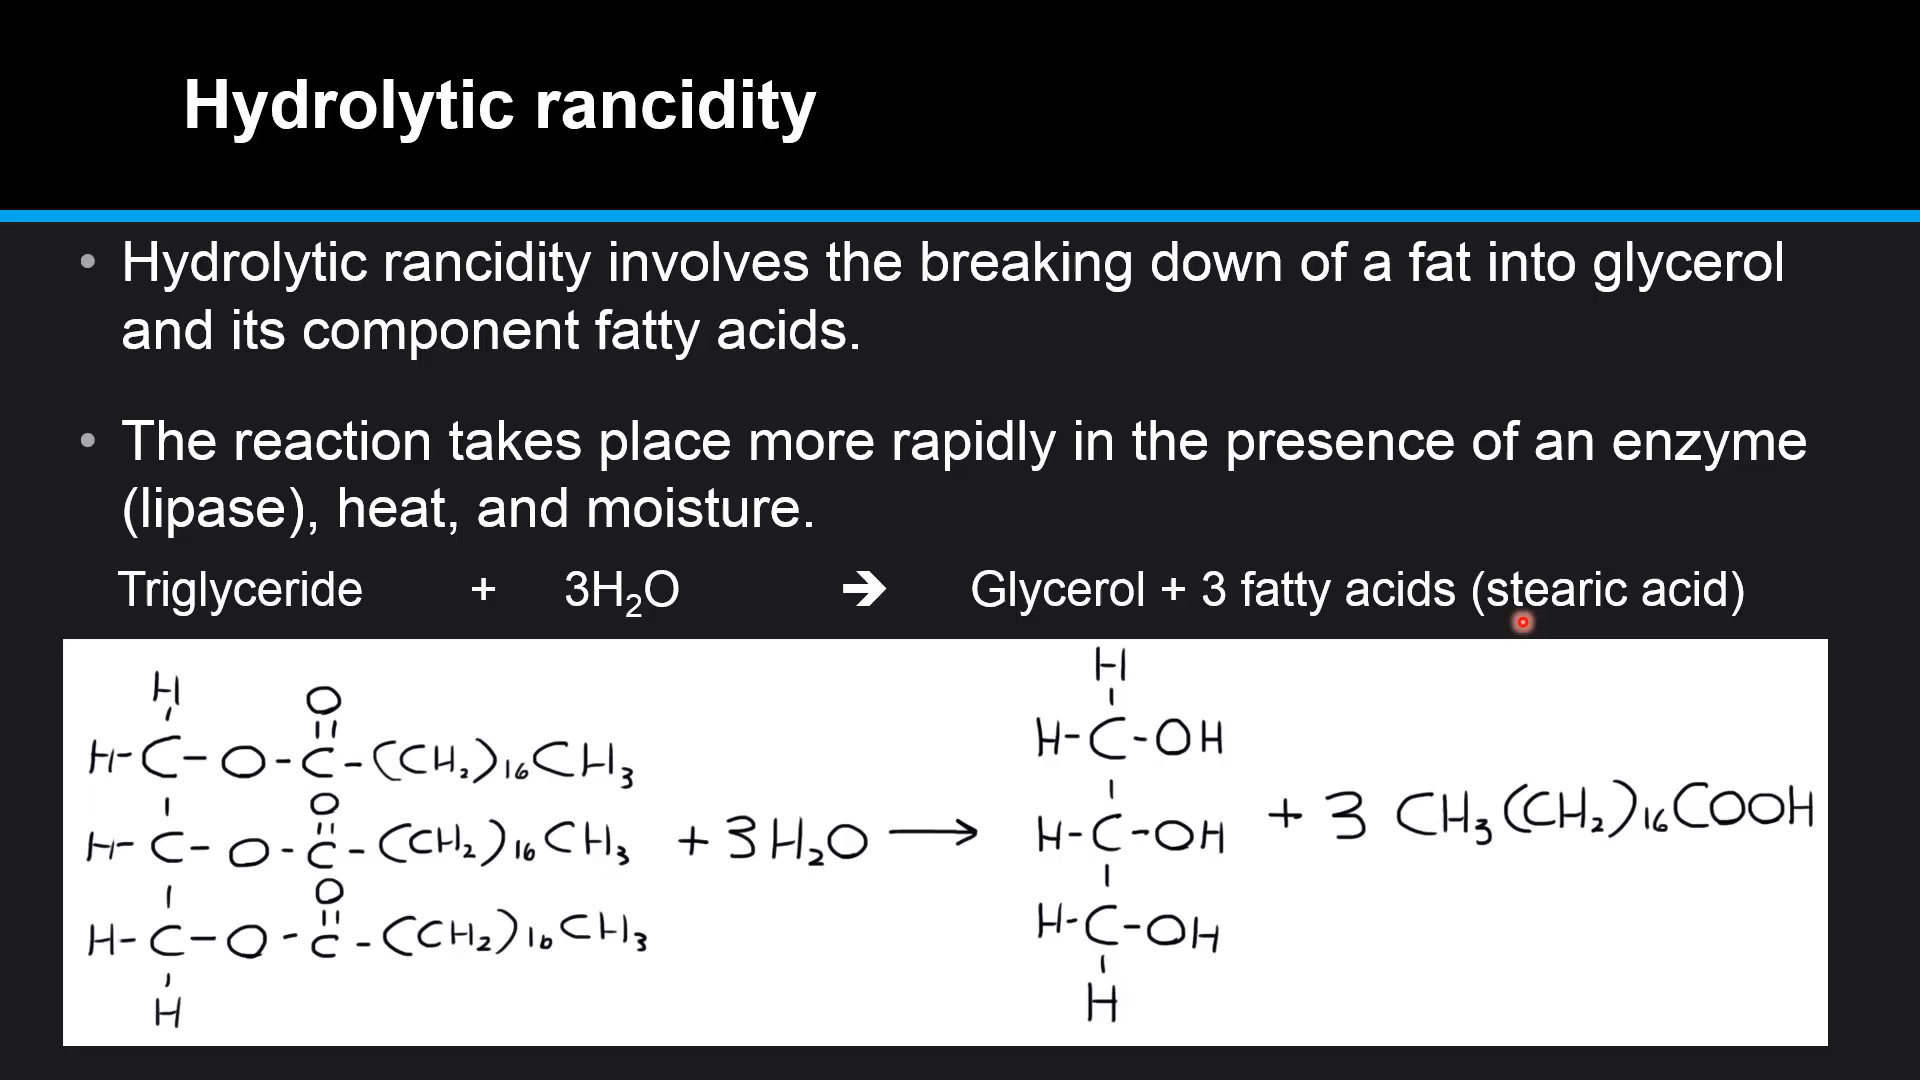 Hydrolytic rancidity
• Hydrolytic rancidity involves the breaking down of a fat into glycerol
and its component fatty acids.
• The reaction takes place more rapidly in the presence of an enzyme
(lipase), heat, and moisture.
Triglyceride + 3H₂O ➔ Glycerol + 3 fatty acids (stearic acid)
H
O
H-C-O-C-(CH₂)₁₆CH₃
O
H-C-O-C-(CH₂)₁₆CH₃ + 3H₂O ⟶
O
H-C-O-C-(CH₂)₁₆CH₃
H
H
H-C-OH
H-C-OH + 3 CH₃(CH₂)₁₆COOH
H-C-OH
H